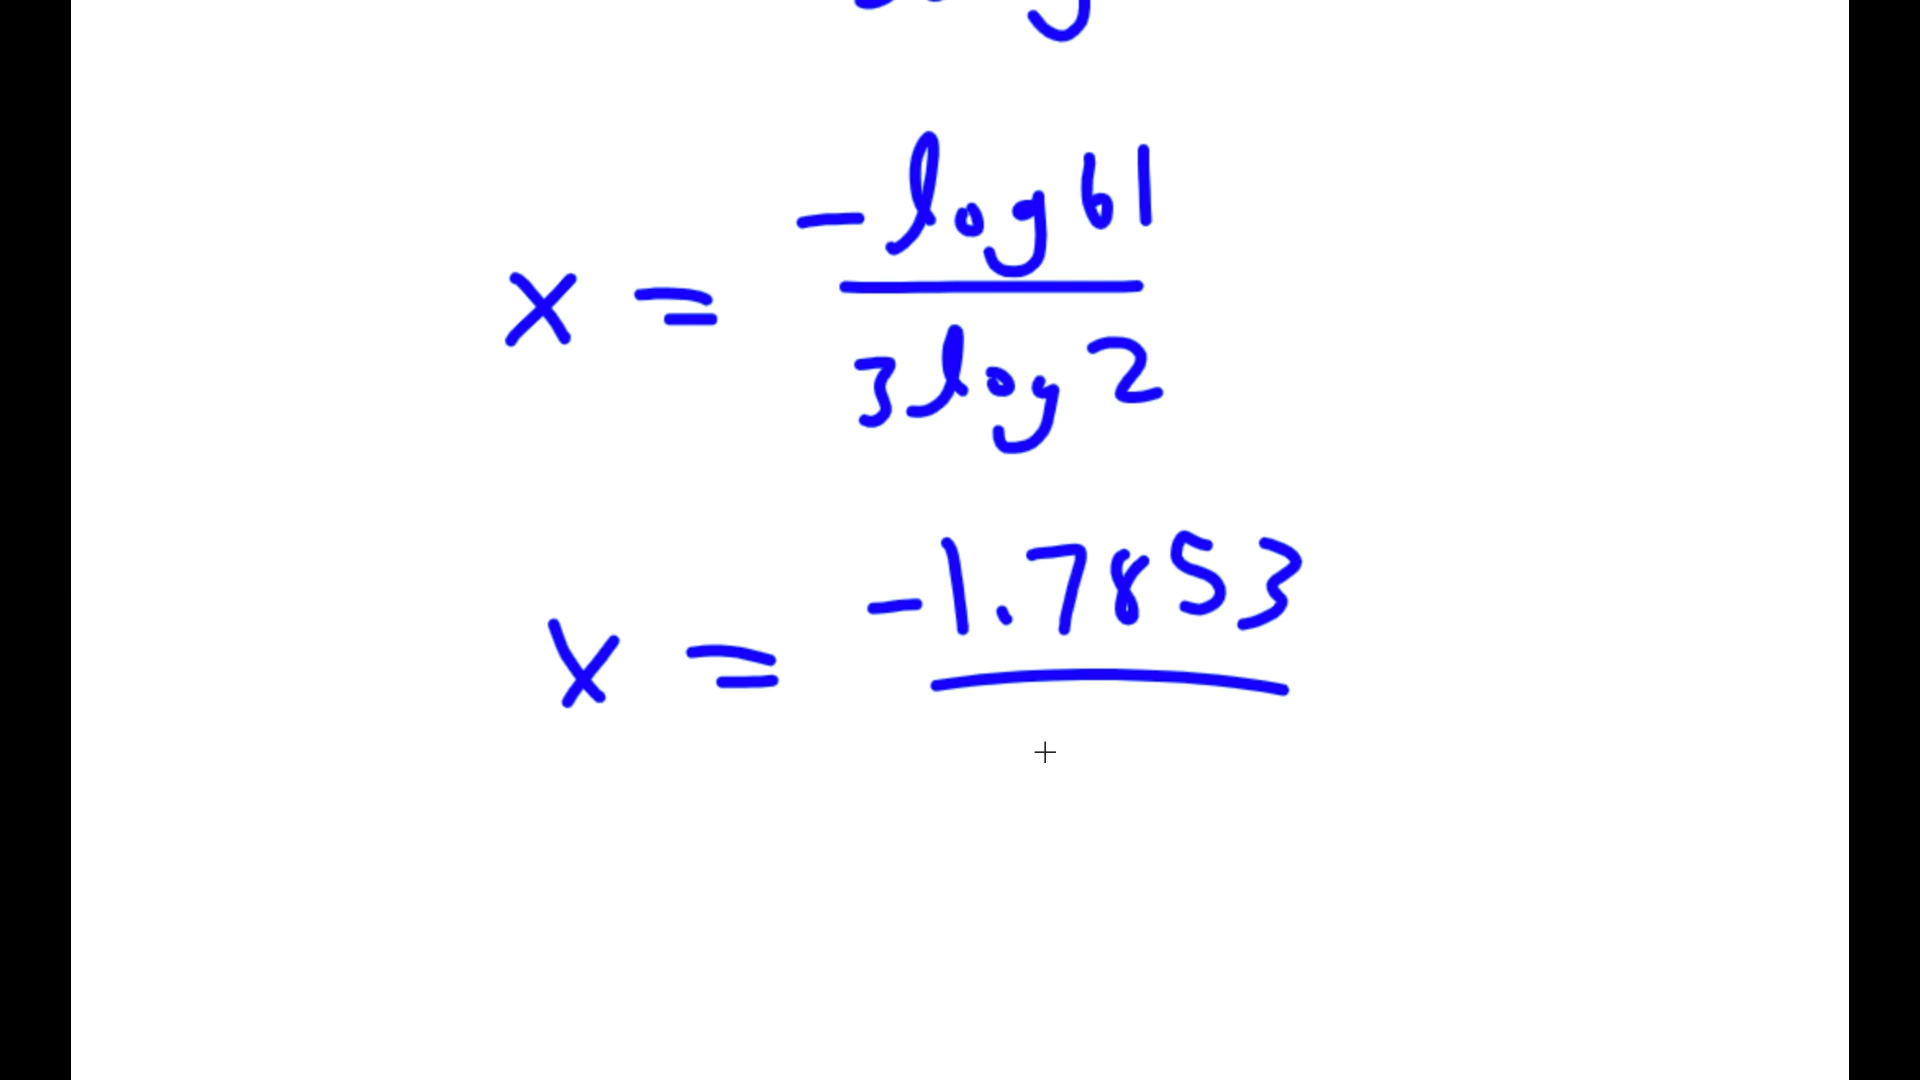 x = -log 61 / 3 log 2
x = -1.7853 /